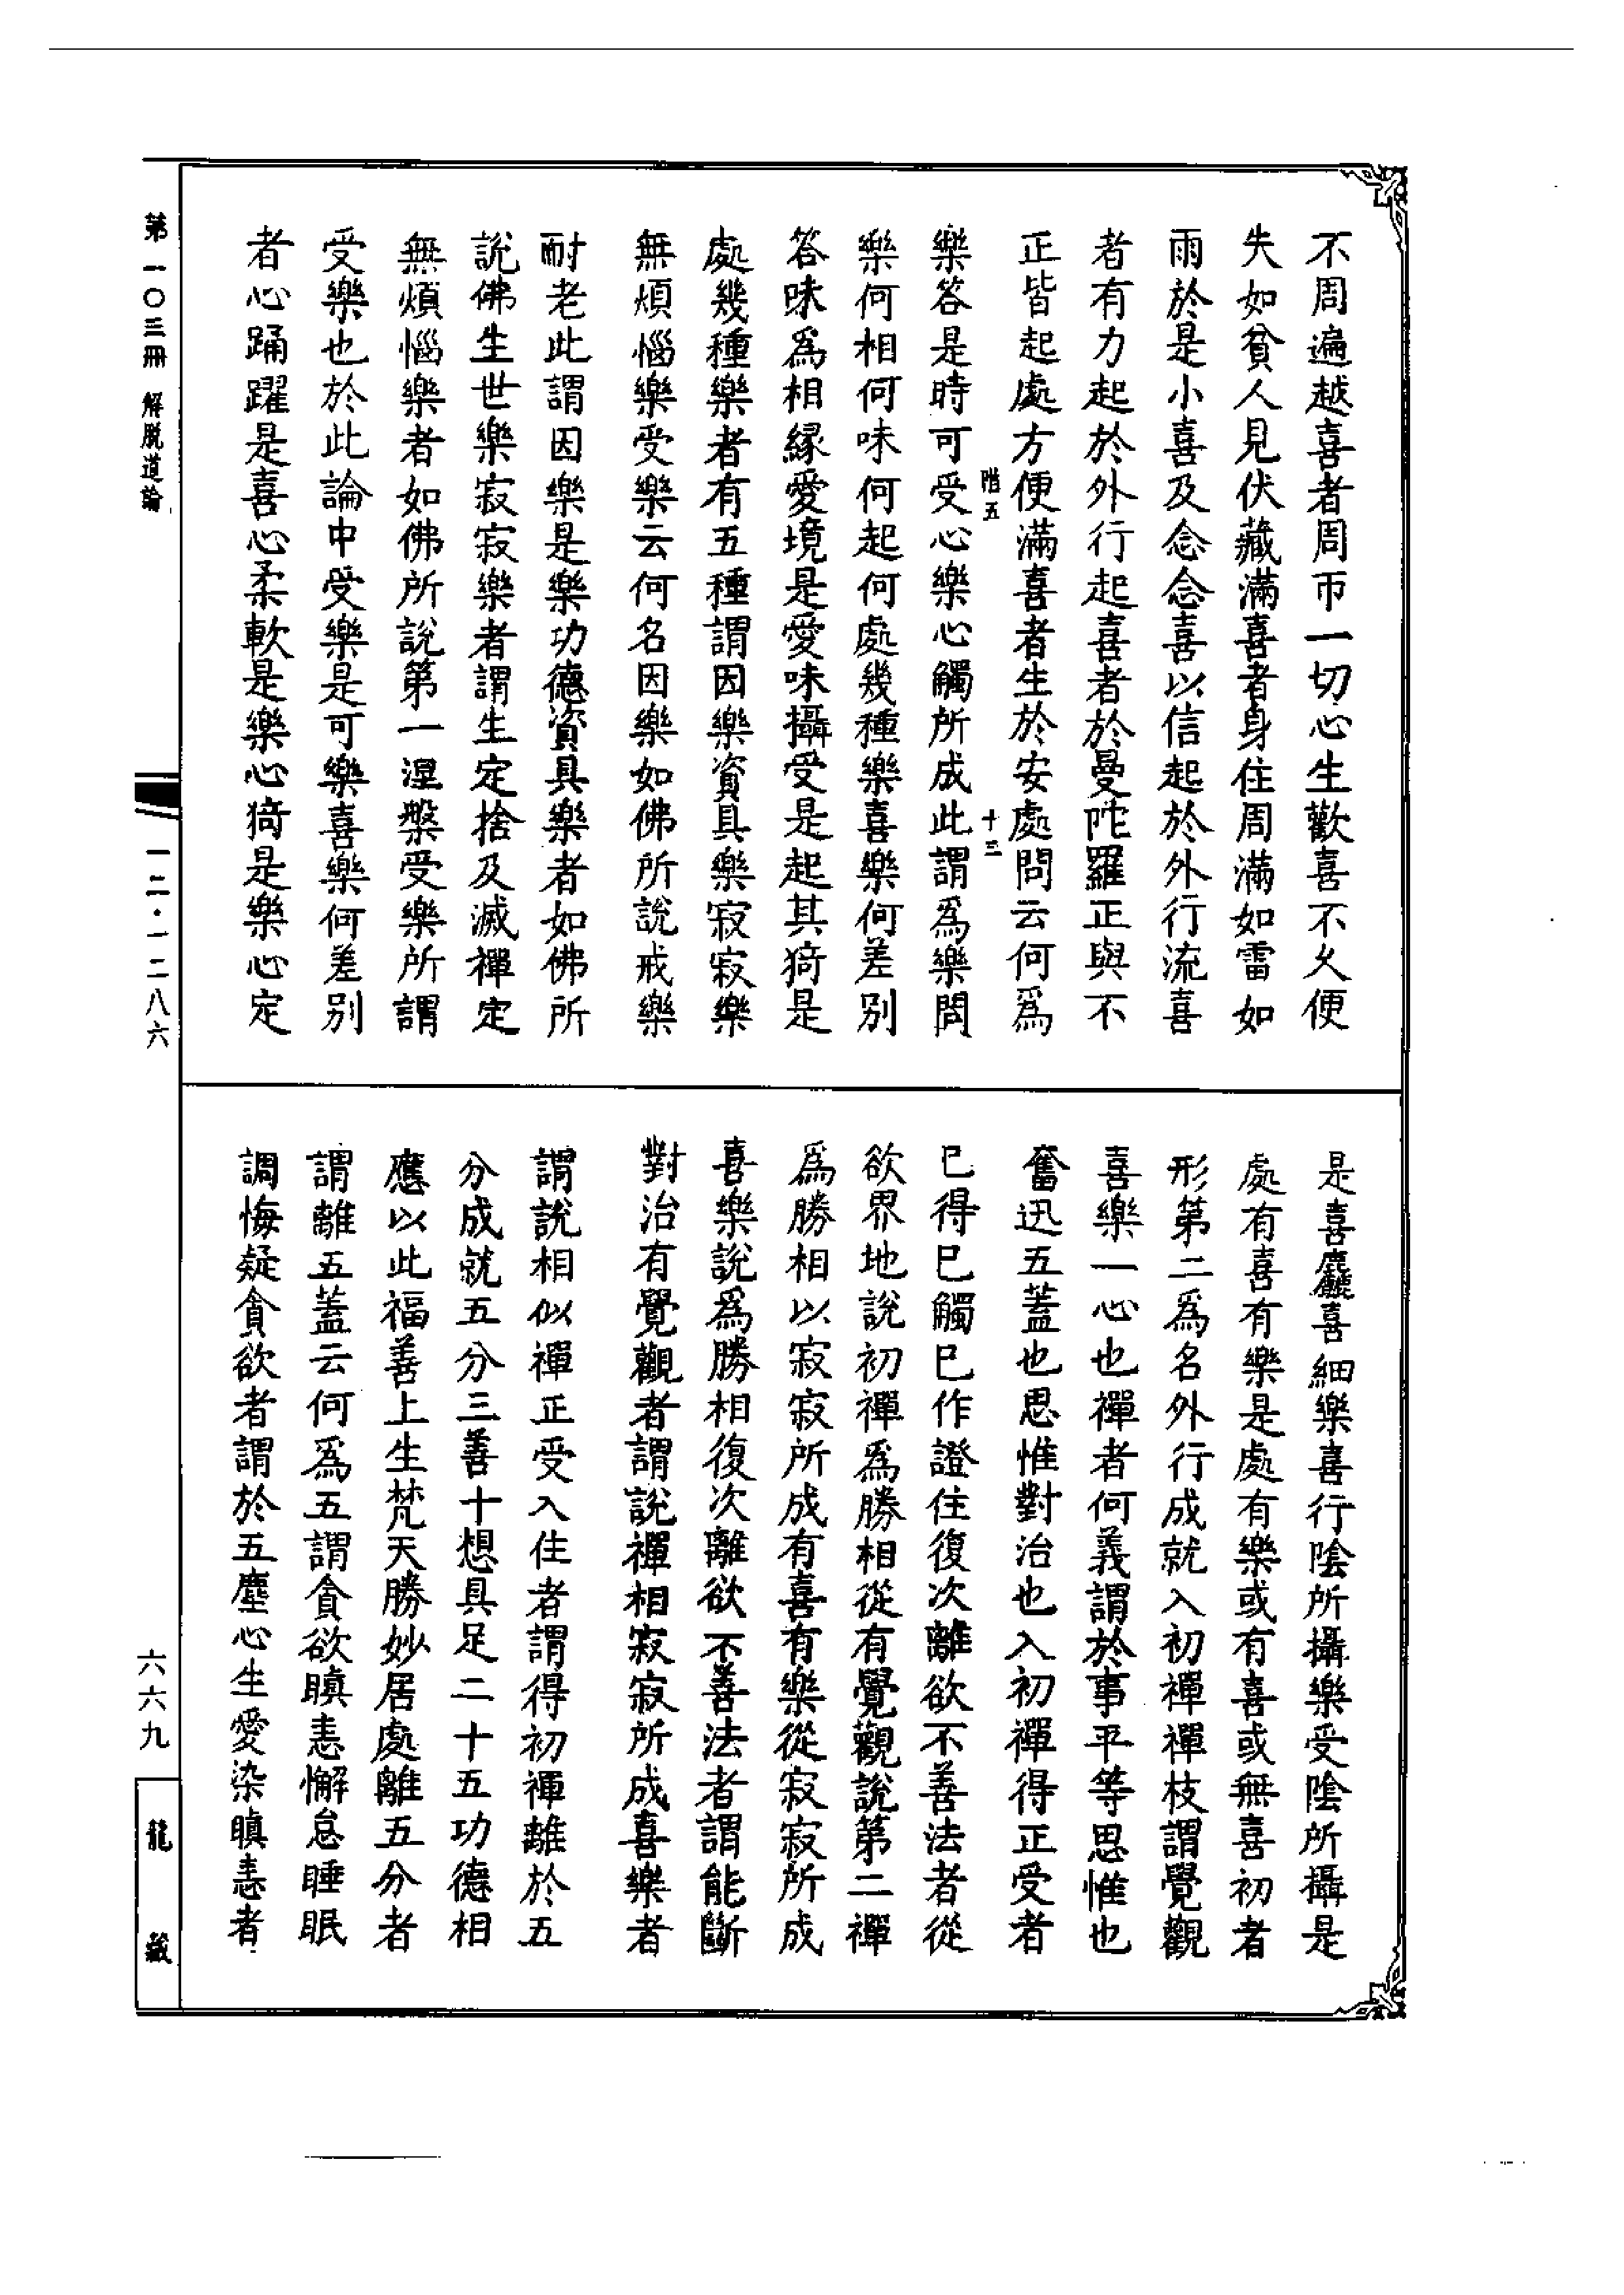 不周遍越喜者周帀一切心生歡喜不久便
失如貧人見伏藏滿喜者身住周滿如雷如
雨於是小喜及念念喜以信起於外行流喜
者有力起於外行起喜者於曼陀羅正與不
正皆起處方便滿喜者生於安處問云何為
附五
十三
樂答是時可受心樂心觸所成此謂為樂問
樂何相何味何起何處幾種樂喜樂何差別
答味為相緣愛境是愛味攝受是起其猗是
處幾種樂者有五種謂因樂資具樂寂寂樂
無煩惱樂受樂云何名因樂如佛所說戒樂
耐老此謂因樂是樂功德資具樂者如佛所
說佛生世樂寂寂樂者謂生定捨及滅禪定
無煩惱樂者如佛所說第一涅槃受樂所謂
受樂也於此論中受樂是可樂喜樂何差別
者心踊躍是喜心柔軟是樂心猗是樂心定
是喜麤喜細樂喜行陰所攝樂受陰所攝是
處有喜有樂是處有樂或有喜或無喜初者
形第二為名外行成就入初禪禪枝謂覺觀
喜樂一心也禪者何義謂於事平等思惟也
奮迅五蓋也思惟對治也入初禪得正受者
已得已觸已作證住復次離欲不善法者從
欲界地說初禪為勝相從有覺觀說第二禪
為勝相以寂寂所成有喜有樂從寂寂所成
喜樂說為勝相復次離欲不善法者謂能斷
對治有覺觀者謂說禪相寂寂所成喜樂者
謂說相似禪正受入住者謂得初禪離於五
分成就五分三善十想具足二十五功德相
應以此福善上生梵天勝妙居處離五分者
謂離五蓋云何為五謂貪欲瞋恚懈怠睡眠
調悔疑貪欲者謂於五塵心生愛染瞋恚者
第一〇三冊 解脫道論
一二·一二八六
六六九
龍藏